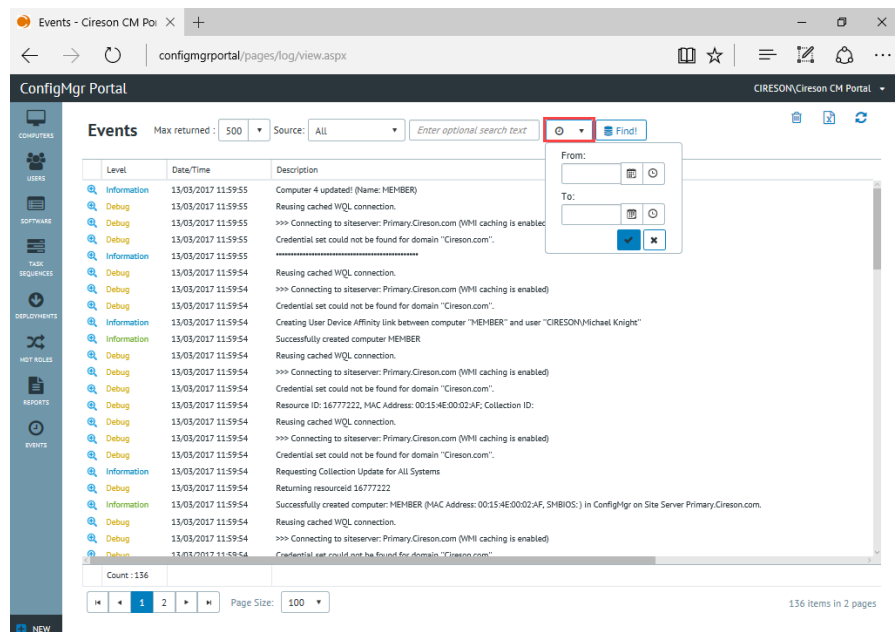 Events - Cireson CM Por
configmgrportal/pages/log/view.aspx
ConfigMgr Portal
CIRESON\Cireson CM Portal
COMPUTERS
USERS
SOFTWARE
TASK
SEQUENCES
DEPLOYMENTS
MDT ROLES
REPORTS
EVENTS
NEW
Events Max returned : 500 Source: All Enter optional search text Find!
From:
To:
Level Date/Time Description
Information 13/03/2017 11:59:55 Computer 4 updated! (Name: MEMBER)
Debug 13/03/2017 11:59:55 Reusing cached WQL connection.
Debug 13/03/2017 11:59:55 >>> Connecting to siteserver: Primary.Cireson.com (WMI caching is enabled
Debug 13/03/2017 11:59:55 Credential set could not be found for domain "Cireson.com".
Information 13/03/2017 11:59:55
Debug 13/03/2017 11:59:54 Reusing cached WQL connection.
Debug 13/03/2017 11:59:54 >>> Connecting to siteserver: Primary.Cireson.com (WMI caching is enabled)
Debug 13/03/2017 11:59:54 Credential set could not be found for domain "Cireson.com".
Information 13/03/2017 11:59:54 Creating User Device Affinity link between computer "MEMBER" and user "CIRESON\Michael Knight"
Information 13/03/2017 11:59:54 Successfully created computer MEMBER
Debug 13/03/2017 11:59:54 Reusing cached WQL connection.
Debug 13/03/2017 11:59:54 >>> Connecting to siteserver: Primary.Cireson.com (WMI caching is enabled)
Debug 13/03/2017 11:59:54 Credential set could not be found for domain "Cireson.com".
Debug 13/03/2017 11:59:54 Resource ID: 16777222, MAC Address: 00:15:4E:00:02:AF; Collection ID:
Debug 13/03/2017 11:59:54 Reusing cached WQL connection.
Debug 13/03/2017 11:59:54 >>> Connecting to siteserver: Primary.Cireson.com (WMI caching is enabled)
Debug 13/03/2017 11:59:54 Credential set could not be found for domain "Cireson.com".
Information 13/03/2017 11:59:54 Requesting Collection Update for All Systems
Debug 13/03/2017 11:59:54 Returning resourceid 16777222
Information 13/03/2017 11:59:54 Successfully created computer: MEMBER (MAC Address: 00:15:4E:00:02:AF, SMBIOS: ) in ConfigMgr on Site Server Primary.Cireson.com.
Debug 13/03/2017 11:59:54 Reusing cached WQL connection.
Debug 13/03/2017 11:59:54 >>> Connecting to siteserver: Primary.Cireson.com (WMI caching is enabled)
Debug 13/03/2017 11:59:54 Credential set could not be found for domain "Cireson.com".
Count : 136
1 2 Page Size: 100 136 items in 2 pages